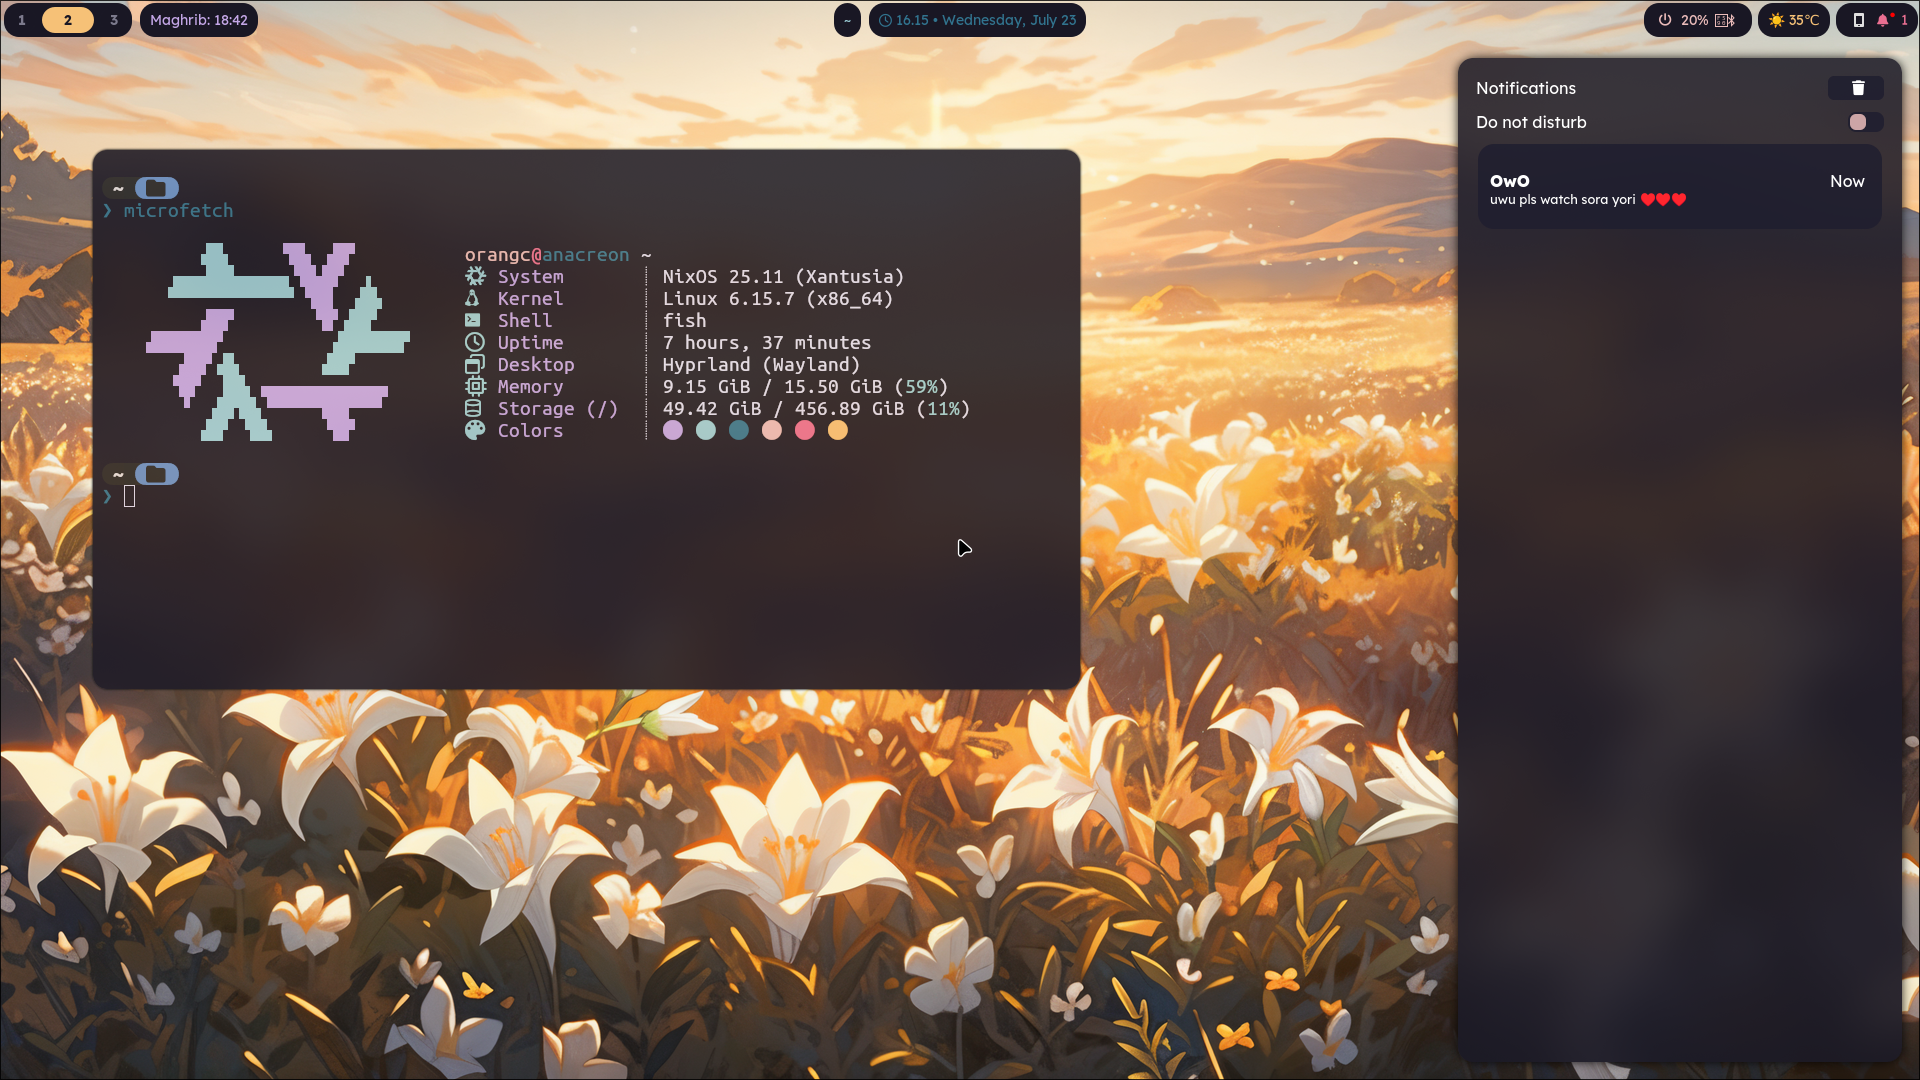 1 2 3
Maghrib: 18:42
~
16.15 • Wednesday, July 23
20%
35°C
1
~
❯ microfetch
orangc@anacreon ~
System NixOS 25.11 (Xantusia)
Kernel Linux 6.15.7 (x86_64)
Shell fish
Uptime 7 hours, 37 minutes
Desktop Hyprland (Wayland)
Memory 9.15 GiB / 15.50 GiB (59%)
Storage (/) 49.42 GiB / 456.89 GiB (11%)
Colors
~
❯
Notifications
Do not disturb
OwO Now
uwu pls watch sora yori ❤❤❤